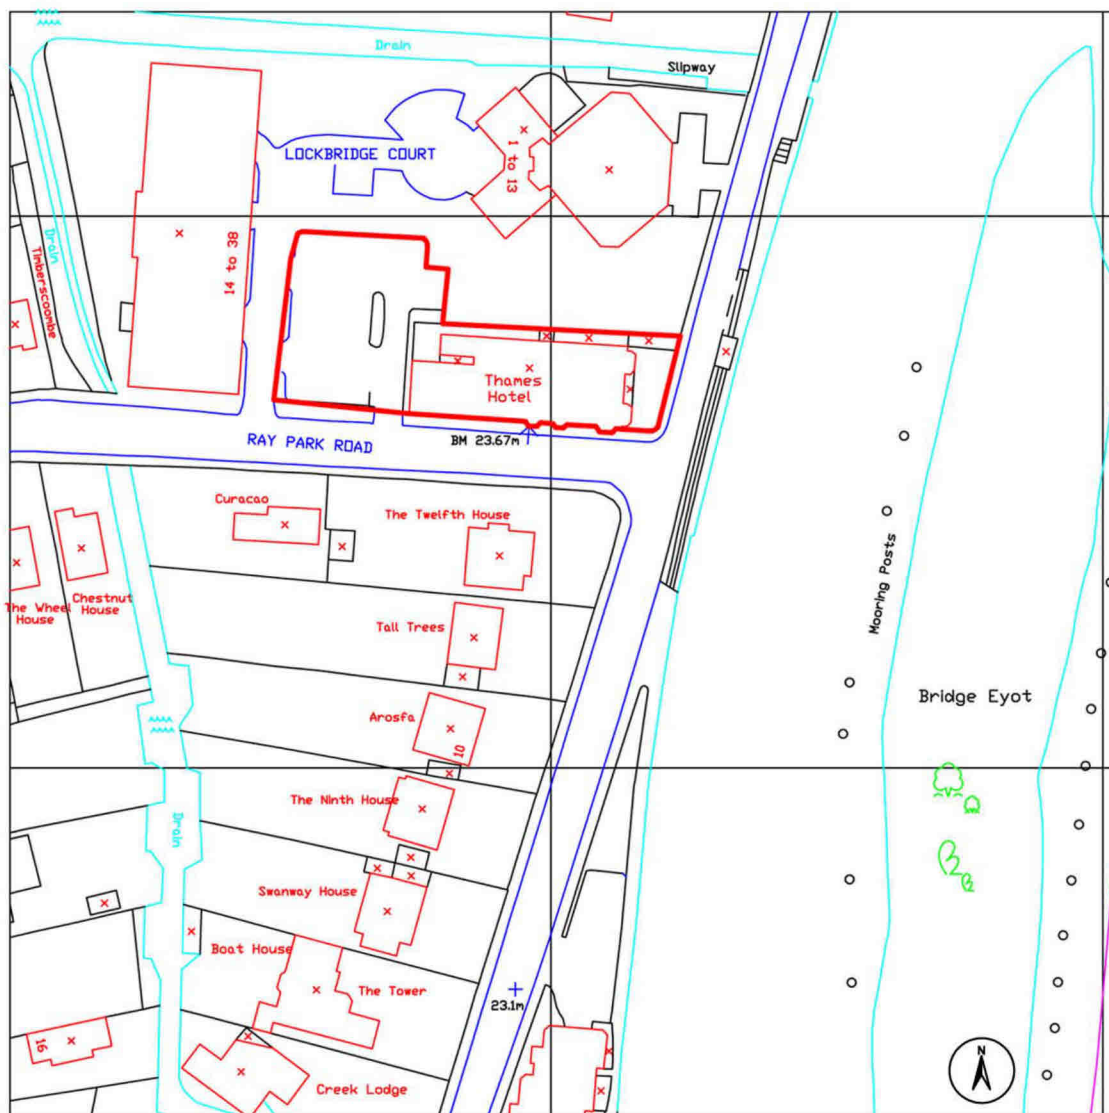 Drain
Slipway
LOCKBRIDGE COURT
1 to 13
Drain
Timberscoombe
14 to 38
Thames
Hotel
BM 23.67m
RAY PARK ROAD
Curacao
The Twelfth House
The Wheel
House
Chestnut
House
Mooring Posts
Tall Trees
Bridge Eyot
Arosfa
10
The Ninth House
Drain
Swanway House
Boat House
The Tower
23.1m
16
Creek Lodge
N